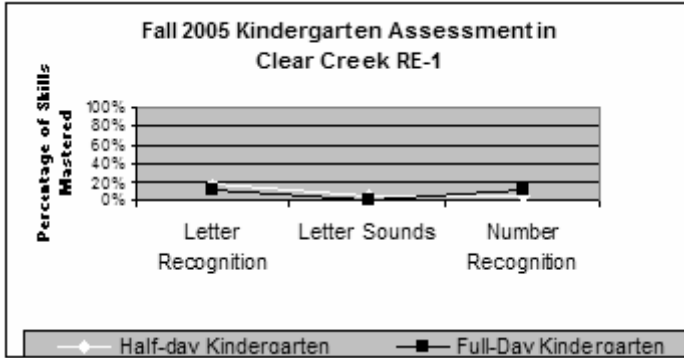 Fall 2005 Kindergarten Assessment in
Clear Creek RE-1
Percentage of Skills
Mastered
100%
80%
60%
40%
20%
0%
Letter
Recognition
Letter Sounds
Number
Recognition
Half-day Kindergarten
Full-Day Kindergarten